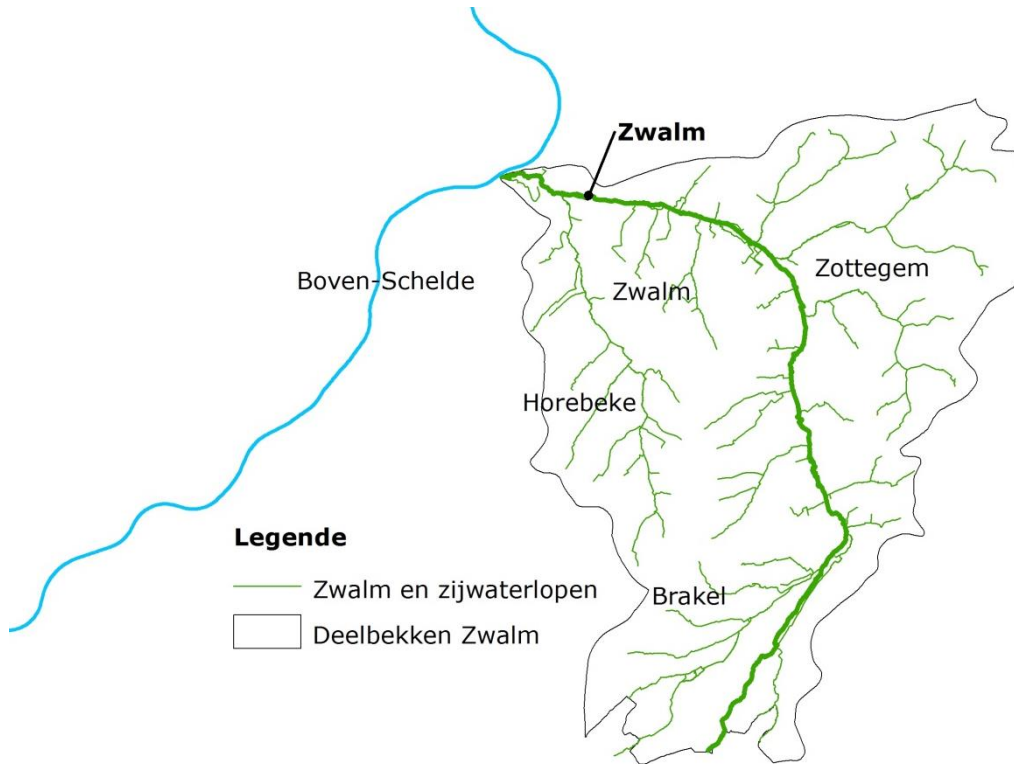 Zwalm
Zottegem
Boven-Schelde
Zwalm
Horebeke
Legende
Zwalm en zijwaterlopen
Brakel
Deelbekken Zwalm